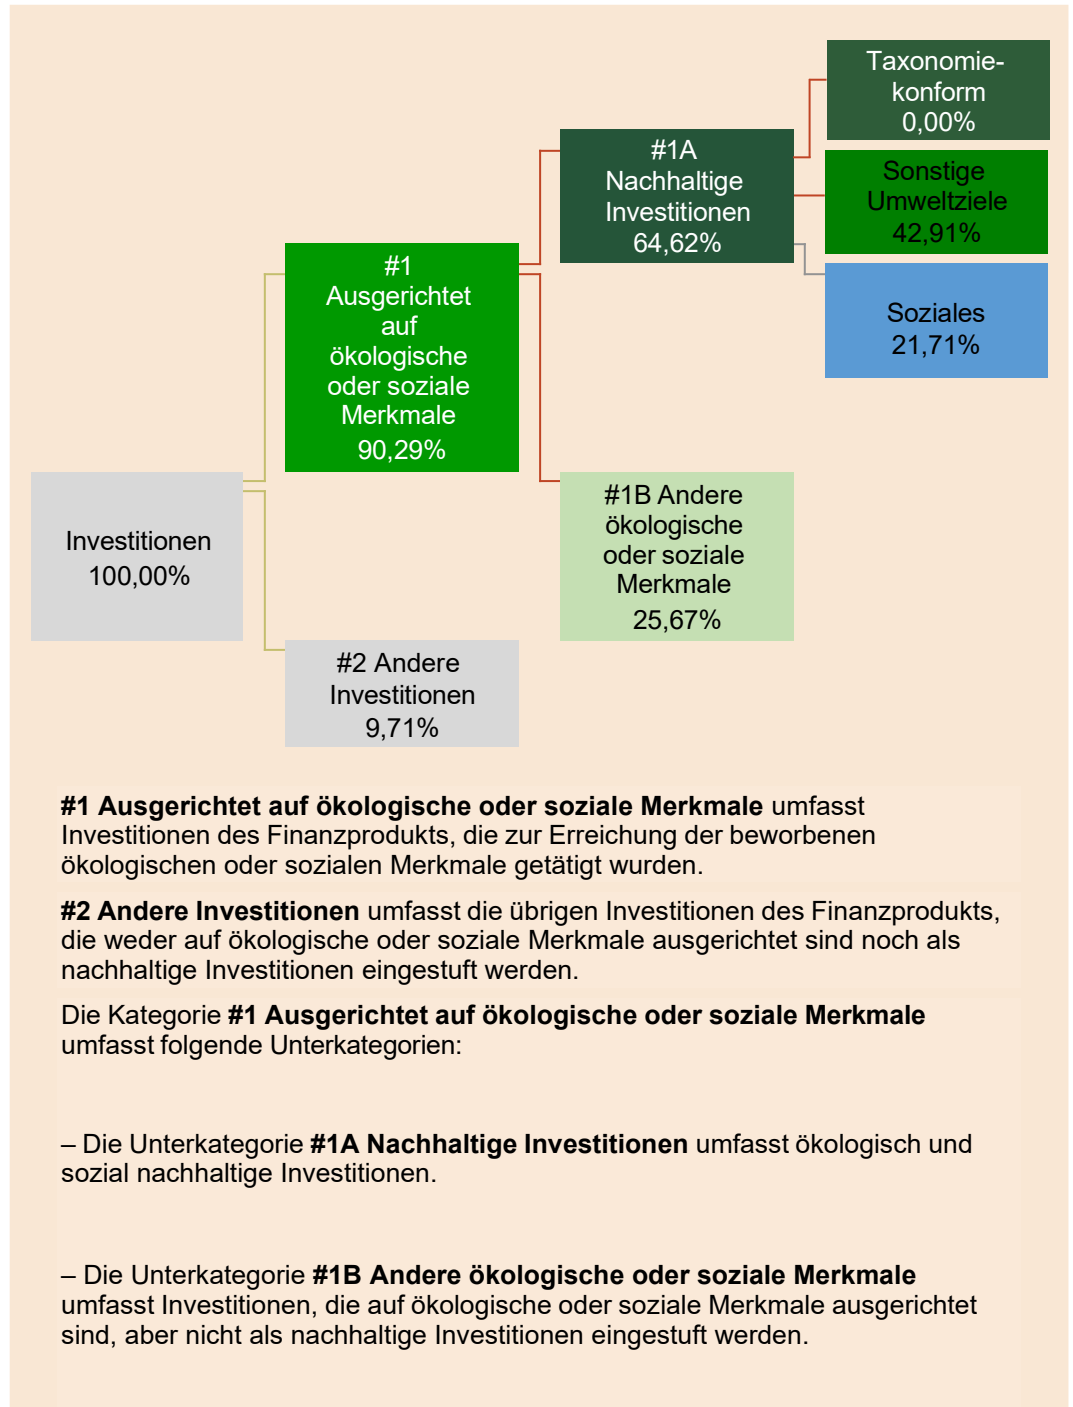 Taxonomie-
konform
0,00%
#1A
Nachhaltige
Investitionen
64,62%
Sonstige
Umweltziele
42,91%
#1
Ausgerichtet
auf
ökologische
oder soziale
Merkmale
90,29%
Soziales
21,71%
Investitionen
100,00%
#1B Andere
ökologische
oder soziale
Merkmale
25,67%
#2 Andere
Investitionen
9,71%
#1 Ausgerichtet auf ökologische oder soziale Merkmale umfasst
Investitionen des Finanzprodukts, die zur Erreichung der beworbenen
ökologischen oder sozialen Merkmale getätigt wurden.
#2 Andere Investitionen umfasst die übrigen Investitionen des Finanzprodukts,
die weder auf ökologische oder soziale Merkmale ausgerichtet sind noch als
nachhaltige Investitionen eingestuft werden.
Die Kategorie #1 Ausgerichtet auf ökologische oder soziale Merkmale
umfasst folgende Unterkategorien:
– Die Unterkategorie #1A Nachhaltige Investitionen umfasst ökologisch und
sozial nachhaltige Investitionen.
– Die Unterkategorie #1B Andere ökologische oder soziale Merkmale
umfasst Investitionen, die auf ökologische oder soziale Merkmale ausgerichtet
sind, aber nicht als nachhaltige Investitionen eingestuft werden.